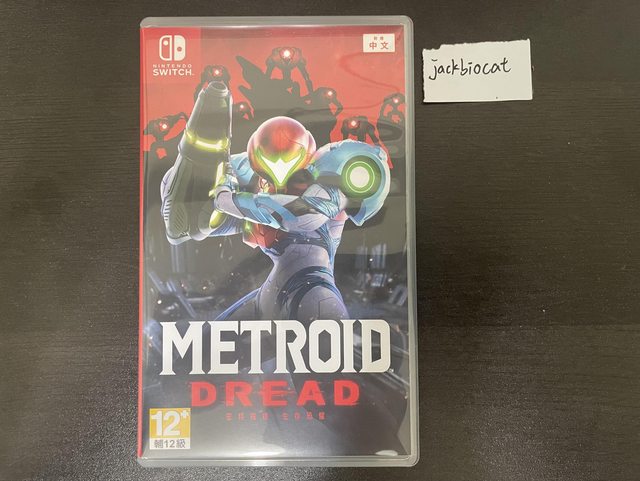 NINTENDO
SWITCH
中文
jackbiocat
METROID
DREAD
12+
輔12級